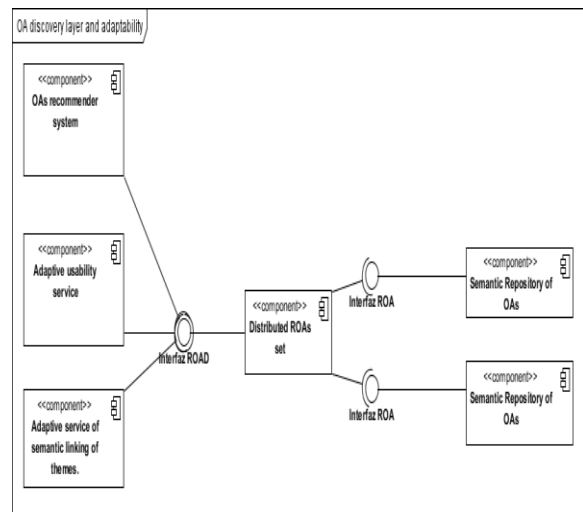 OA discovery layer and adaptability
<<component>>
OAs recommender
system
<<component>>
Adaptive usability
service
<<component>>
Adaptive service of
semantic linking of
themes.
Interfaz ROAD
<<component>>
Distributed ROAs
set
Interfaz ROA
Interfaz ROA
<<component>>
Semantic Repository of
OAs
<<component>>
Semantic Repository of
OAs